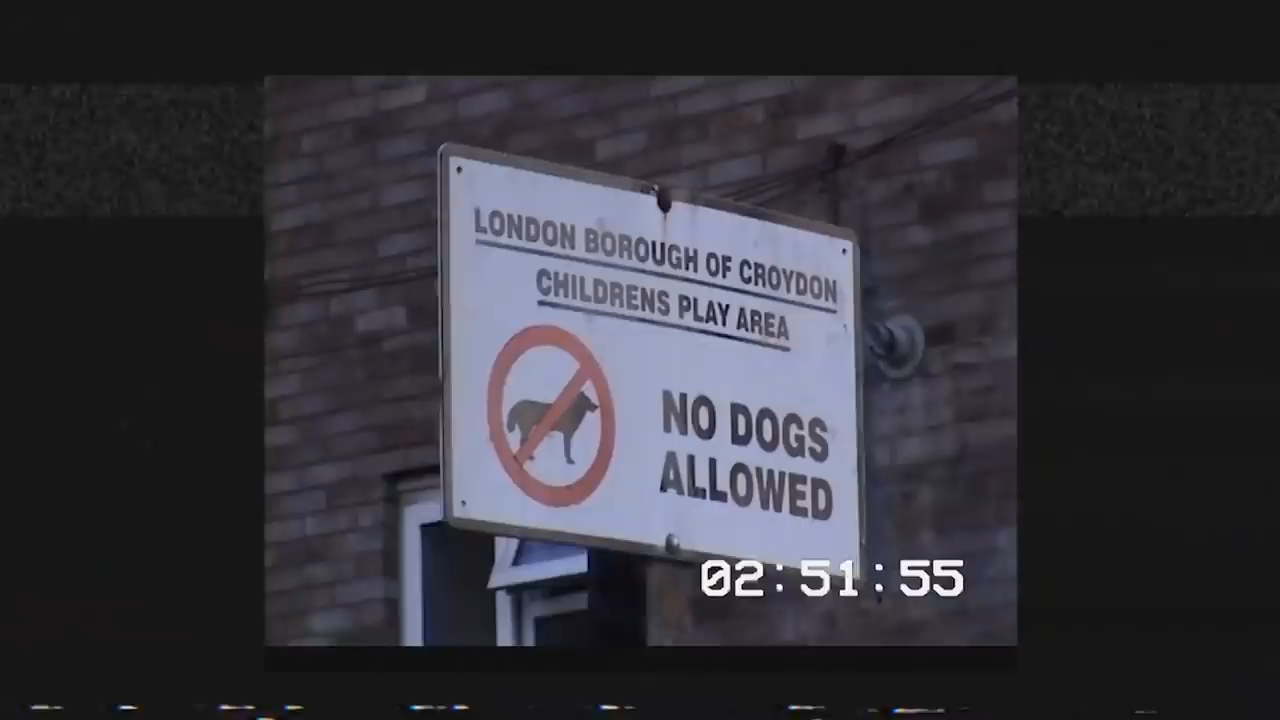 LONDON BOROUGH OF CROYDON
CHILDRENS PLAY AREA
NO DOGS
ALLOWED
02:51:55